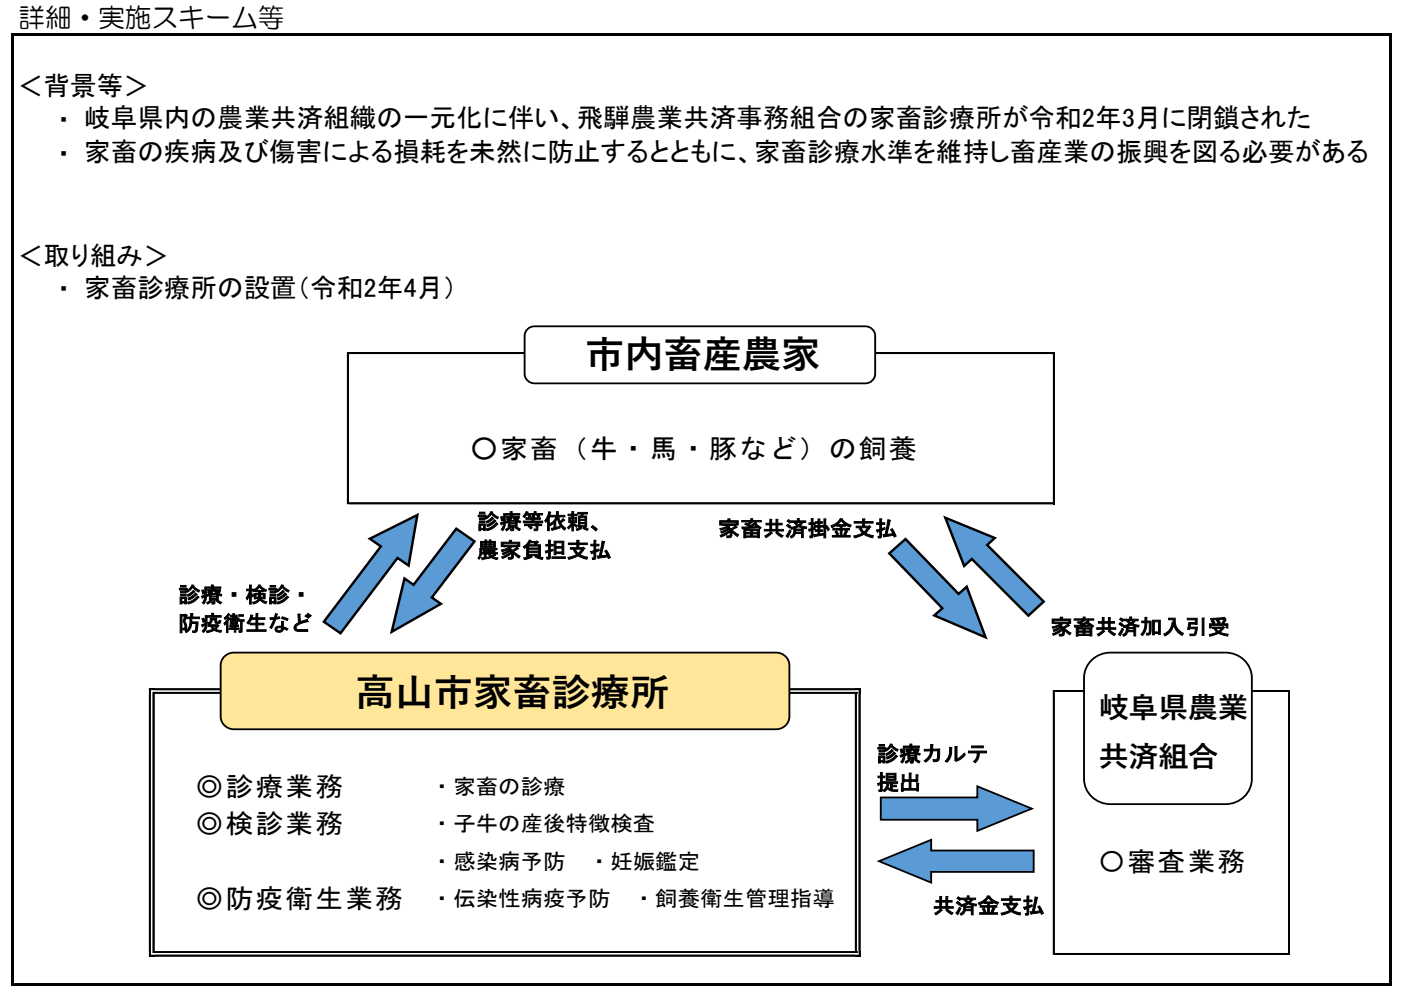 詳細・実施スキーム等
＜背景等＞
・ 岐阜県内の農業共済組織の一元化に伴い、飛騨農業共済事務組合の家畜診療所が令和2年3月に閉鎖された
・ 家畜の疾病及び傷害による損耗を未然に防止するとともに、家畜診療水準を維持し畜産業の振興を図る必要がある
＜取り組み＞
・ 家畜診療所の設置（令和2年4月）
市内畜産農家
〇家畜（牛・馬・豚など）の飼養
診療等依頼、
農家負担支払
家畜共済掛金支払
診療・検診・
防疫衛生など
家畜共済加入引受
高山市家畜診療所
岐阜県農業
共済組合
診療カルテ
提出
◎診療業務 ・家畜の診療
◎検診業務 ・子牛の産後特徴検査
・感染病予防 ・妊娠鑑定
◎防疫衛生業務 ・伝染性病疫予防 ・飼養衛生管理指導
〇審査業務
共済金支払